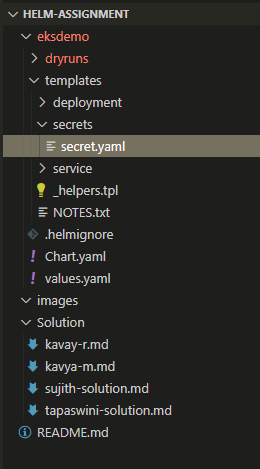 HELM-ASSIGNMENT
eksdemo
dryruns
templates
deployment
secrets
secret.yaml
service
_helpers.tpl
NOTES.txt
.helmignore
Chart.yaml
values.yaml
images
Solution
kavay-r.md
kavya-m.md
sujith-solution.md
tapaswini-solution.md
README.md